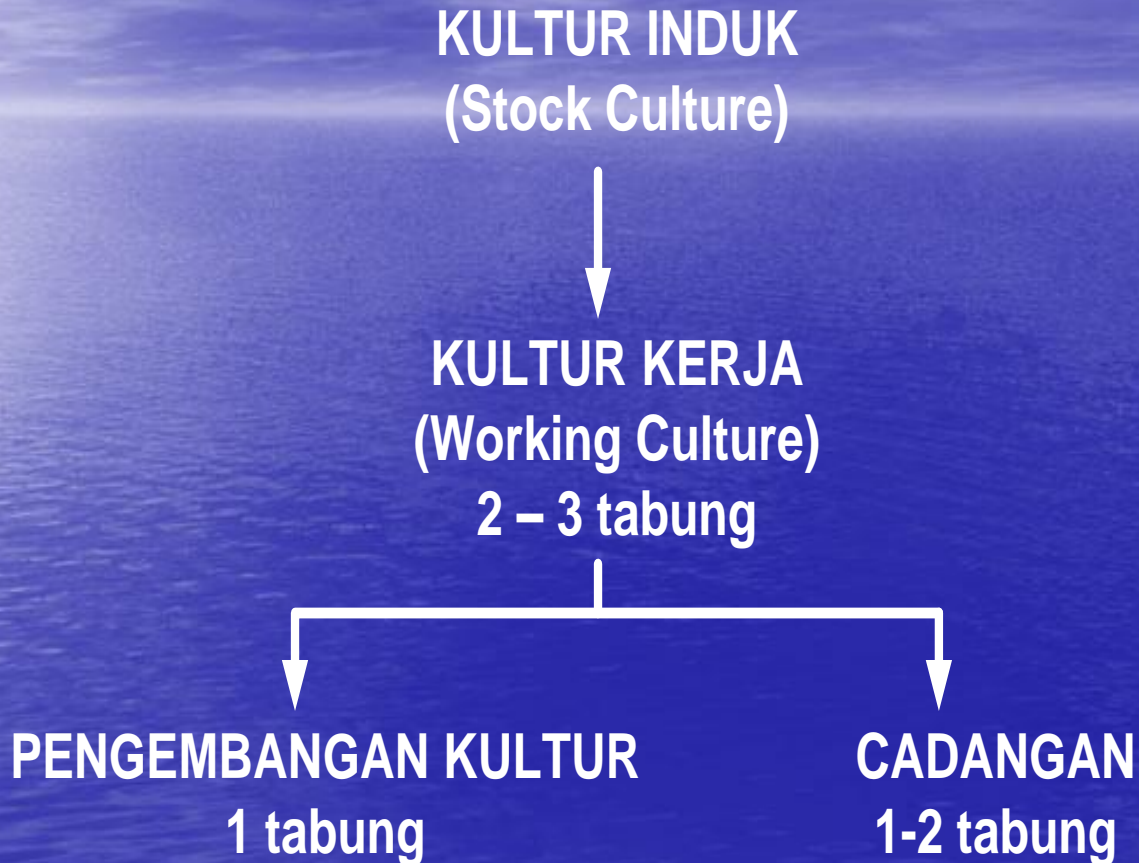 KULTUR INDUK
(Stock Culture)
KULTUR KERJA
(Working Culture)
2 – 3 tabung
PENGEMBANGAN KULTUR
1 tabung
CADANGAN
1-2 tabung